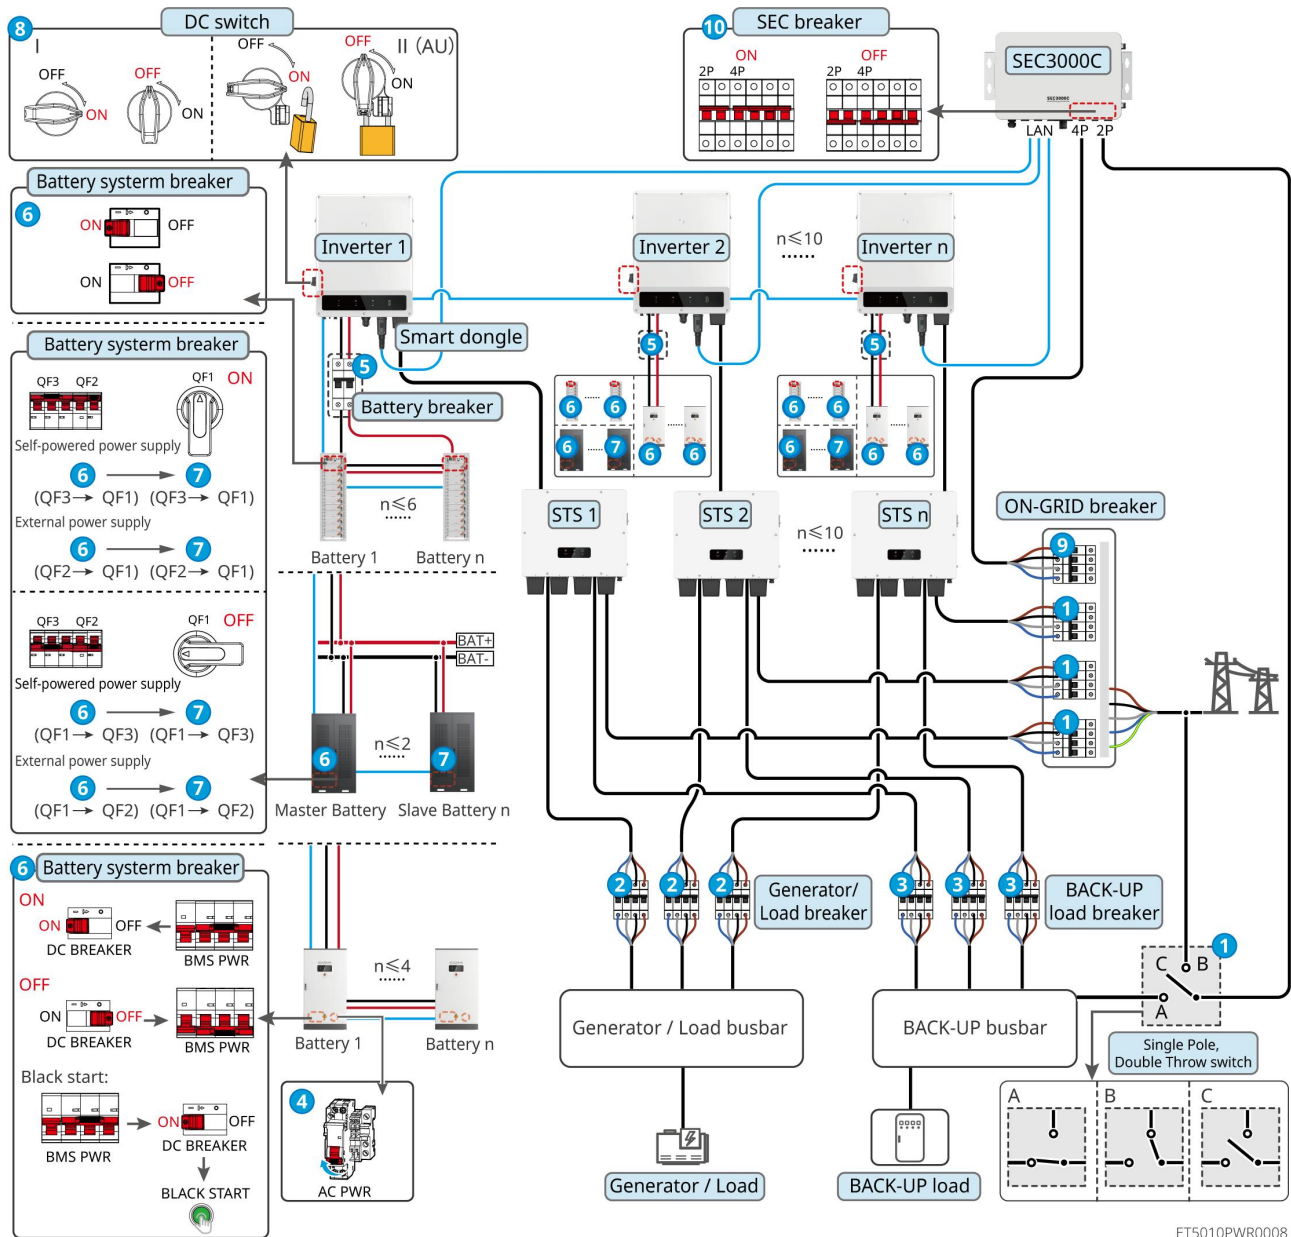 8
DC switch
I
OFF
ON
OFF
ON
OFF
ON
II (AU)
OFF
ON
10
SEC breaker
ON
2P 4P
OFF
2P 4P
SEC3000C
SEC3000C
LAN 4P 2P
Battery systerm breaker
6
ON OFF
ON OFF
Inverter 1
Inverter 2
n≤10
......
Inverter n
Smart dongle
5
Battery breaker
5
5
6 6
6 7
6 6
6 6
6 7
6 6
Battery systerm breaker
QF3 QF2
QF1 ON
Self-powered power supply
6 7
(QF3→ QF1) (QF3→ QF1)
External power supply
6 7
(QF2→ QF1) (QF2→ QF1)
QF3 QF2
QF1 OFF
Self-powered power supply
6 7
(QF1→ QF3) (QF1→ QF3)
External power supply
6 7
(QF1→ QF2) (QF1→ QF2)
n≤6
......
Battery 1
Battery n
STS 1
STS 2
n≤10
......
STS n
ON-GRID breaker
9
1
1
1
BAT+
BAT-
6
n≤2
......
7
Master Battery
Slave Battery n
6
Battery systerm breaker
ON
ON OFF
DC BREAKER
BMS PWR
OFF
ON OFF
DC BREAKER
BMS PWR
Black start:
BMS PWR
ON OFF
DC BREAKER
BLACK START
n≤4
......
Battery 1
Battery n
4
AC PWR
2
2
2
Generator/
Load breaker
3
3
3
BACK-UP
load breaker
Generator / Load busbar
BACK-UP busbar
Generator / Load
BACK-UP load
1
C B
A
Single Pole,
Double Throw switch
A
B
C
ET5010PWR0008